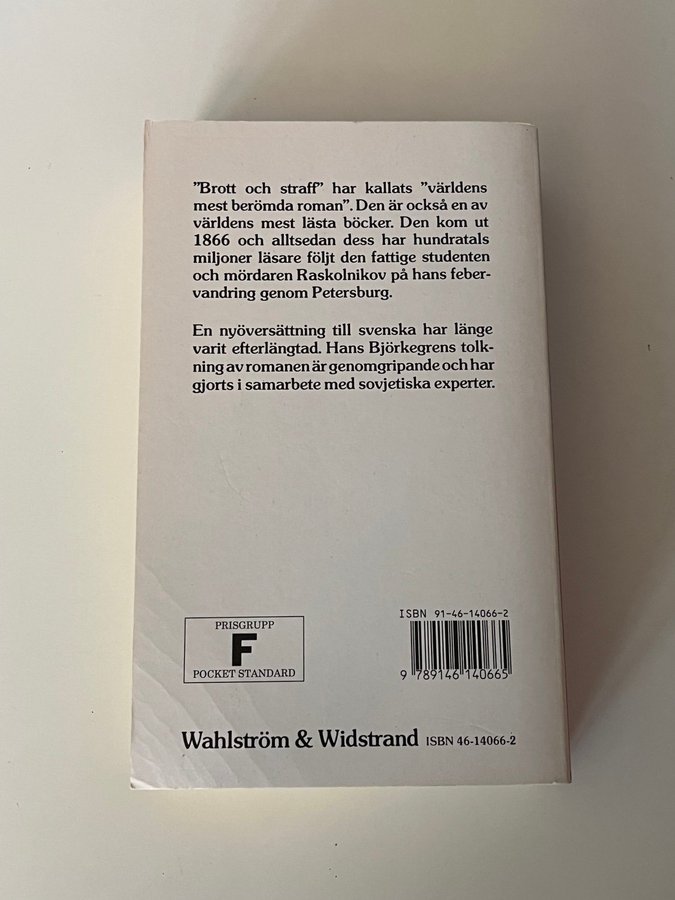 ”Brott och straff” har kallats ”världens
mest berömda roman”. Den är också en av
världens mest lästa böcker. Den kom ut
1866 och alltsedan dess har hundratals
miljoner läsare följt den fattige studenten
och mördaren Raskolnikov på hans feber-
vandring genom Petersburg.
En nyöversättning till svenska har länge
varit efterlängtad. Hans Björkegrens tolk-
ning av romanen är genomgripande och har
gjorts i samarbete med sovjetiska experter.
PRISGRUPP
F
POCKET STANDARD
ISBN 91-46-14066-2
9 789146 140665
Wahlström & Widstrand ISBN 46-14066-2